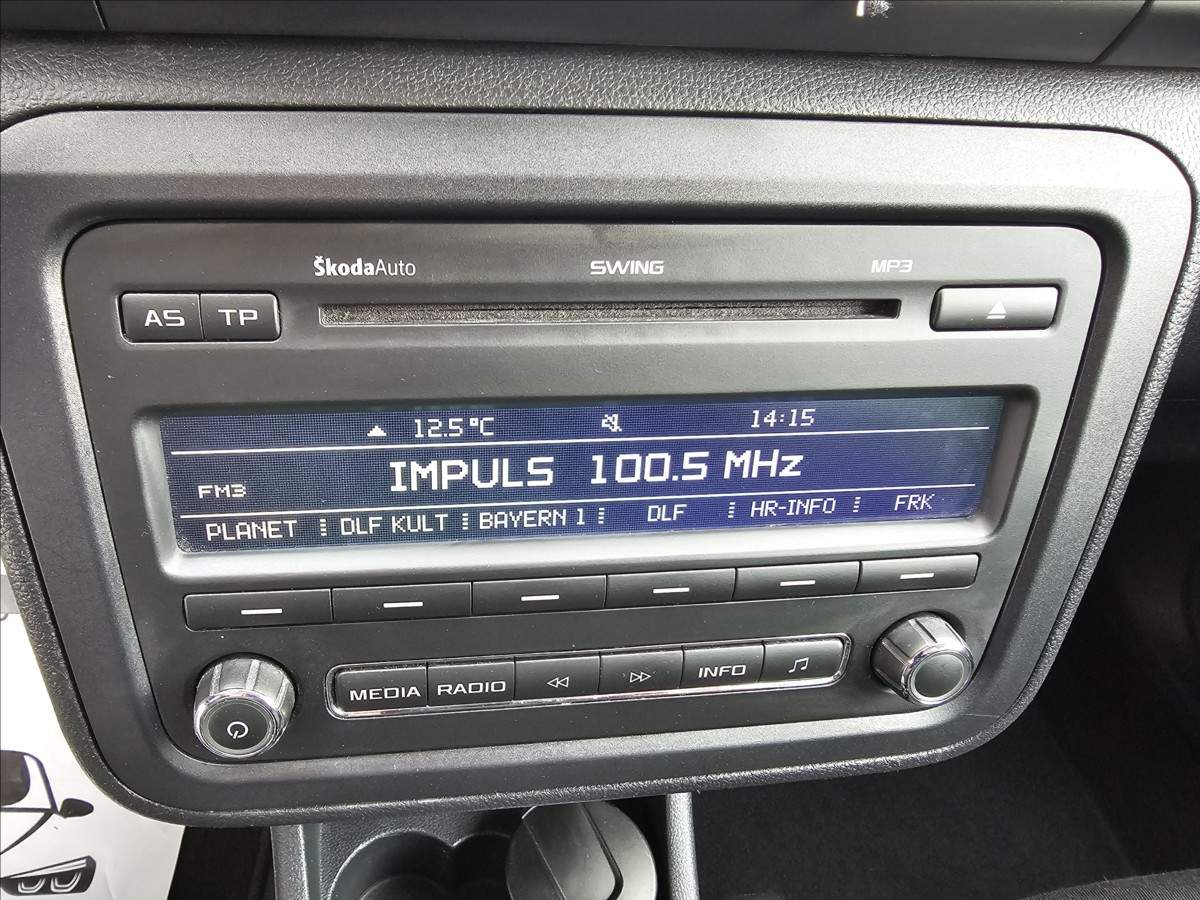 ŠkodaAuto SWING MP3
AS TP
12.5°C 14:15
FM3 IMPULS 100.5 MHz
PLANET DLF KULT BAYERN 1 DLF HR-INFO FRK
MEDIA RADIO INFO